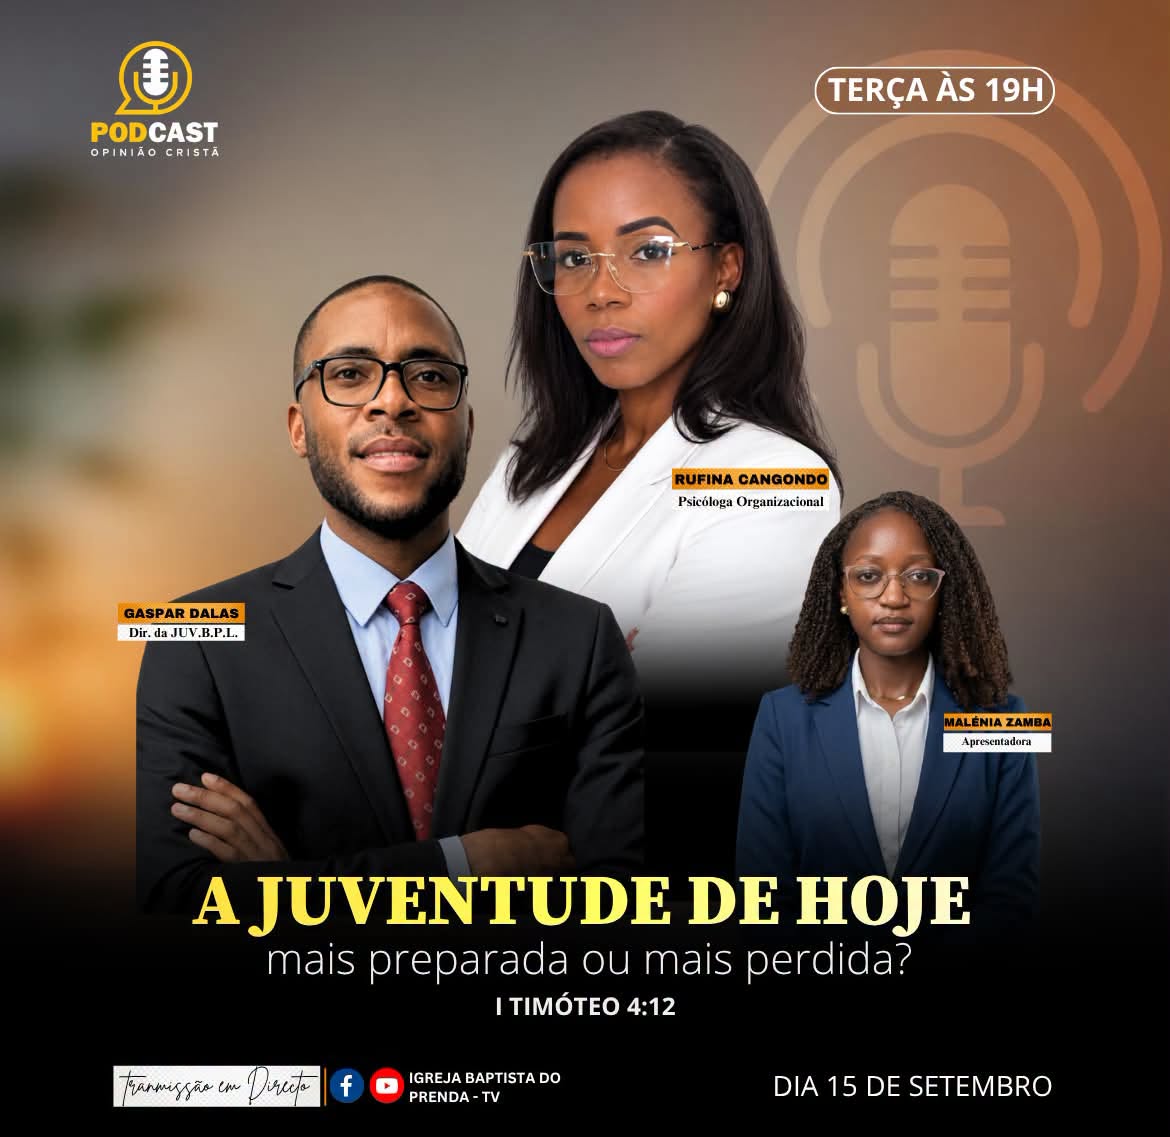 PODCAST
OPINIÃO CRISTÃ
TERÇA ÀS 19H
RUFINA CANGONDO
Psicóloga Organizacional
GASPAR DALAS
Dir. da JUV.B.P.L.
MALÉNIA ZAMBA
Apresentadora
A JUVENTUDE DE HOJE
mais preparada ou mais perdida?
I TIMÓTEO 4:12
Tranmissão em Directo
IGREJA BAPTISTA DO
PRENDA - TV
DIA 15 DE SETEMBRO